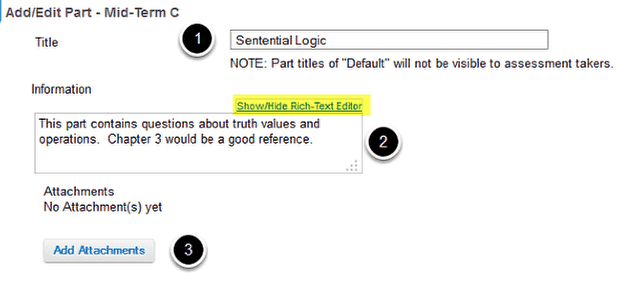 Add/Edit Part - Mid-Term C
Title
1
Sentential Logic
NOTE: Part titles of "Default" will not be visible to assessment takers.
Information
Show/Hide Rich-Text Editor
This part contains questions about truth values and
operations. Chapter 3 would be a good reference.
2
Attachments
No Attachment(s) yet
Add Attachments
3